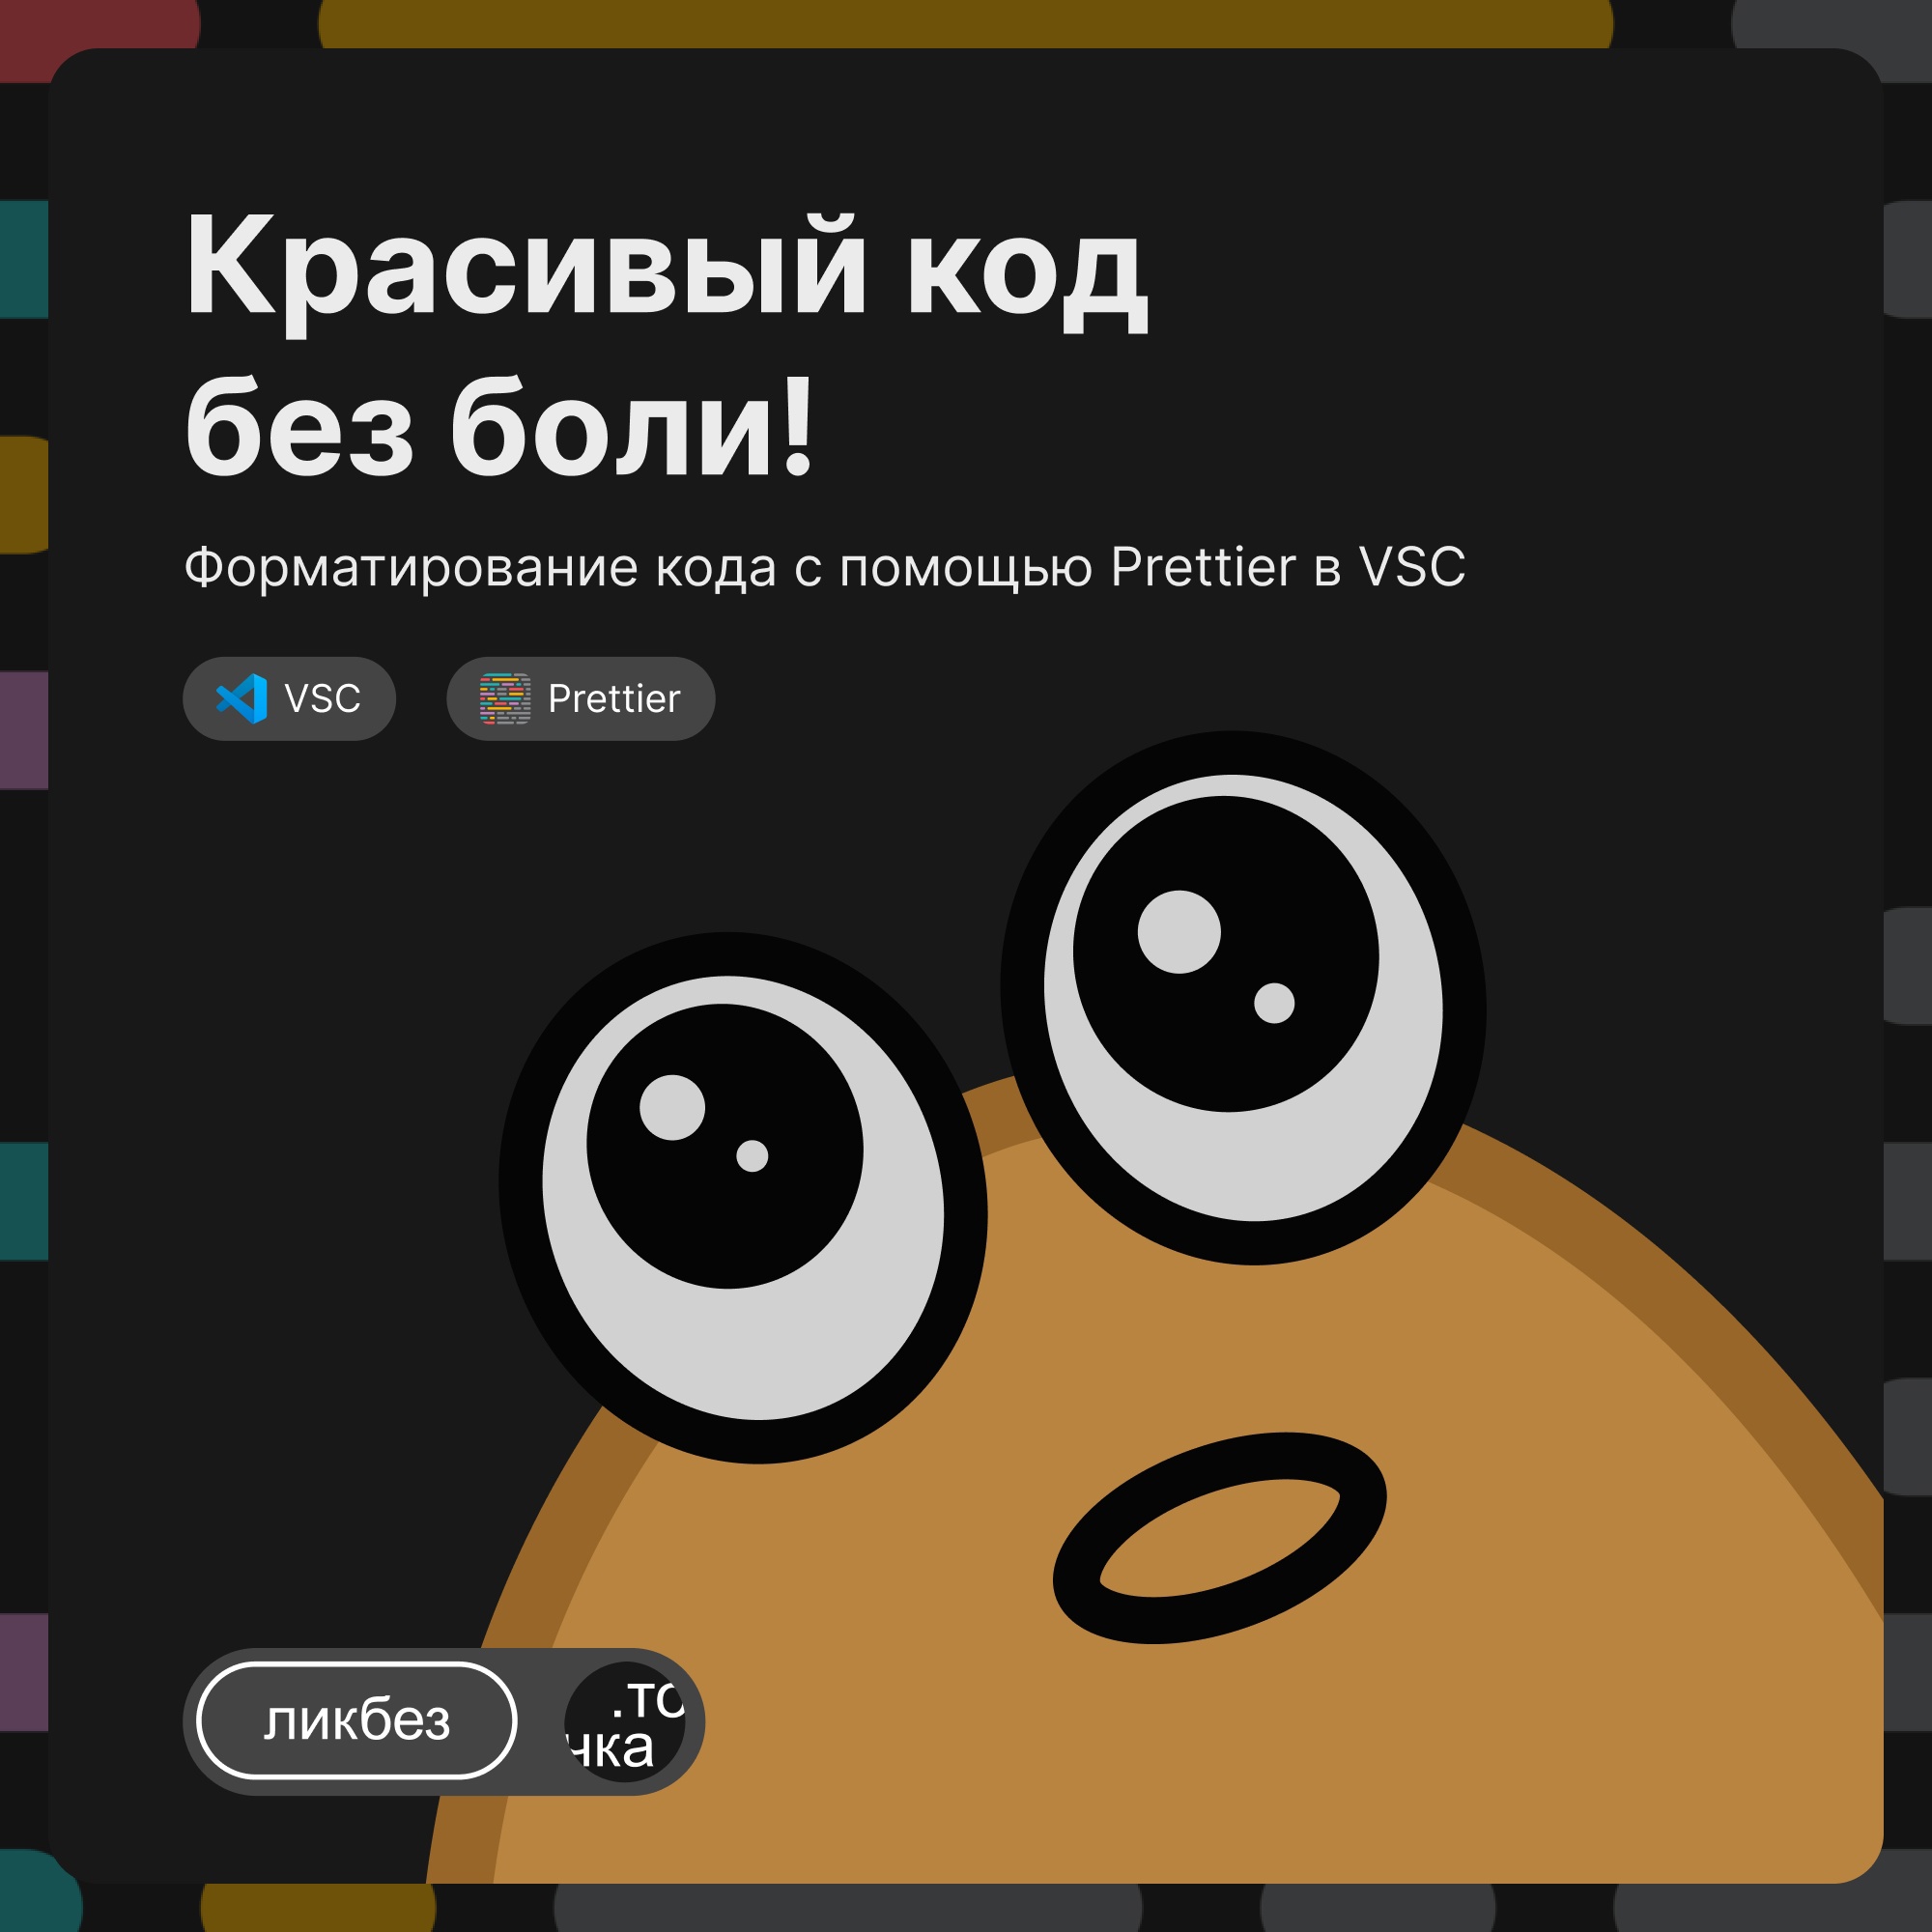 Красивый код
без боли!
Форматирование кода с помощью Prettier в VSC
VSC
Prettier
ликбез
.то
чка